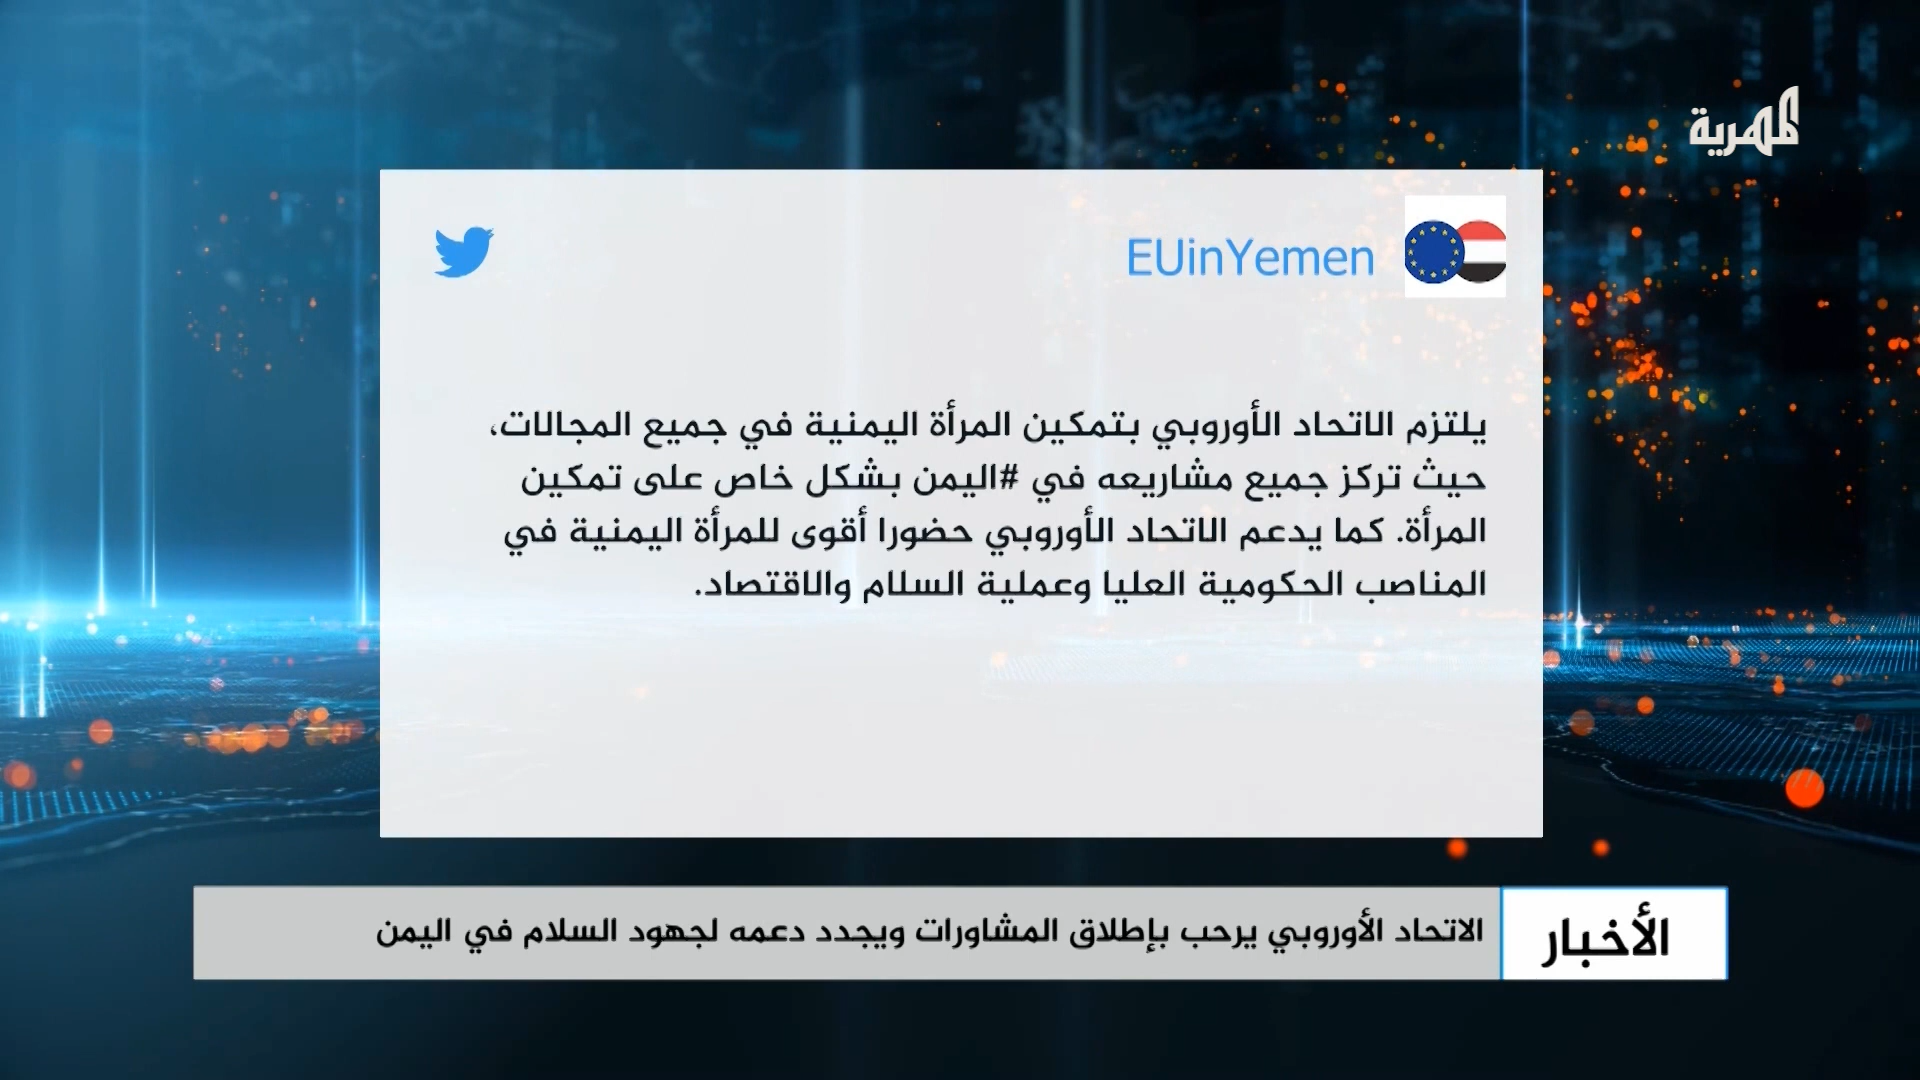 المهرية
EUinYemen
يلتزم الاتحاد الأوروبي بتمكين المرأة اليمنية في جميع المجالات،
حيث تركز جميع مشاريعه في #اليمن بشكل خاص على تمكين
المرأة. كما يدعم الاتحاد الأوروبي حضورا أقوى للمرأة اليمنية في
المناصب الحكومية العليا وعملية السلام والاقتصاد.
الأخبار
الاتحاد الأوروبي يرحب بإطلاق المشاورات ويجدد دعمه لجهود السلام في اليمن